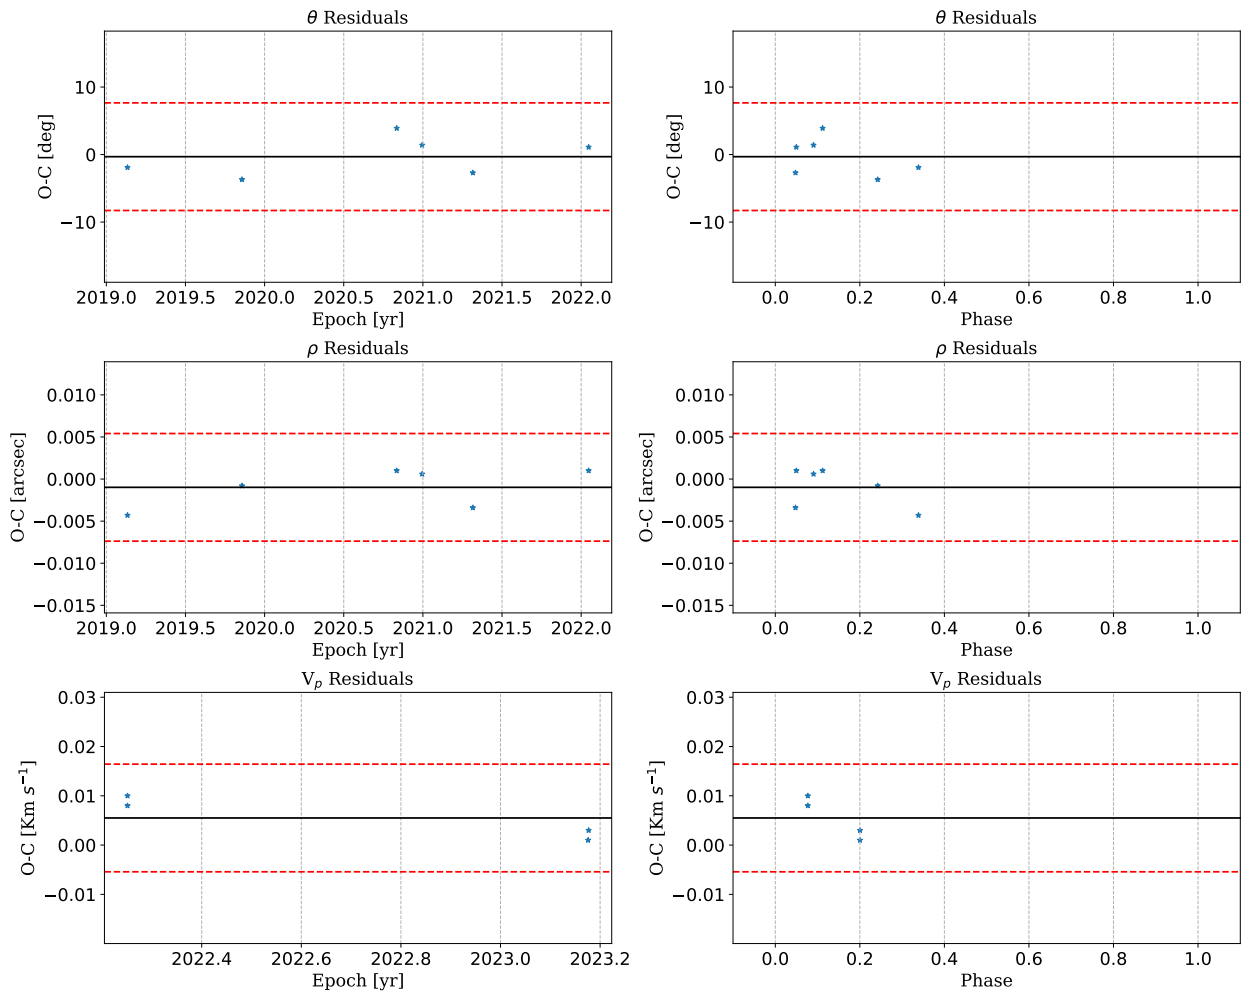 θ Residuals
O-C [deg]
10
0
−10
2019.0 2019.5 2020.0 2020.5 2021.0 2021.5 2022.0
Epoch [yr]
θ Residuals
O-C [deg]
10
0
−10
0.0 0.2 0.4 0.6 0.8 1.0
Phase
ρ Residuals
O-C [arcsec]
0.010
0.005
0.000
−0.005
−0.010
−0.015
2019.0 2019.5 2020.0 2020.5 2021.0 2021.5 2022.0
Epoch [yr]
ρ Residuals
O-C [arcsec]
0.010
0.005
0.000
−0.005
−0.010
−0.015
0.0 0.2 0.4 0.6 0.8 1.0
Phase
Vₚ Residuals
O-C [Km s⁻¹]
0.03
0.02
0.01
0.00
−0.01
2022.4 2022.6 2022.8 2023.0 2023.2
Epoch [yr]
Vₚ Residuals
O-C [Km s⁻¹]
0.03
0.02
0.01
0.00
−0.01
0.0 0.2 0.4 0.6 0.8 1.0
Phase